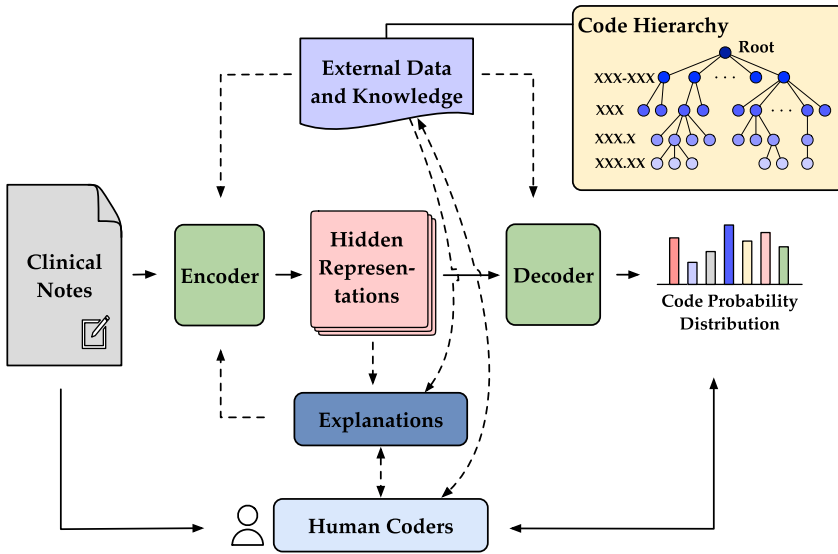 Code Hierarchy
Root
XXX-XXX
XXX
XXX.X
XXX.XX
External Data
and Knowledge
Clinical
Notes
Encoder
Hidden
Represen-
tations
Decoder
Code Probability
Distribution
Explanations
Human Coders